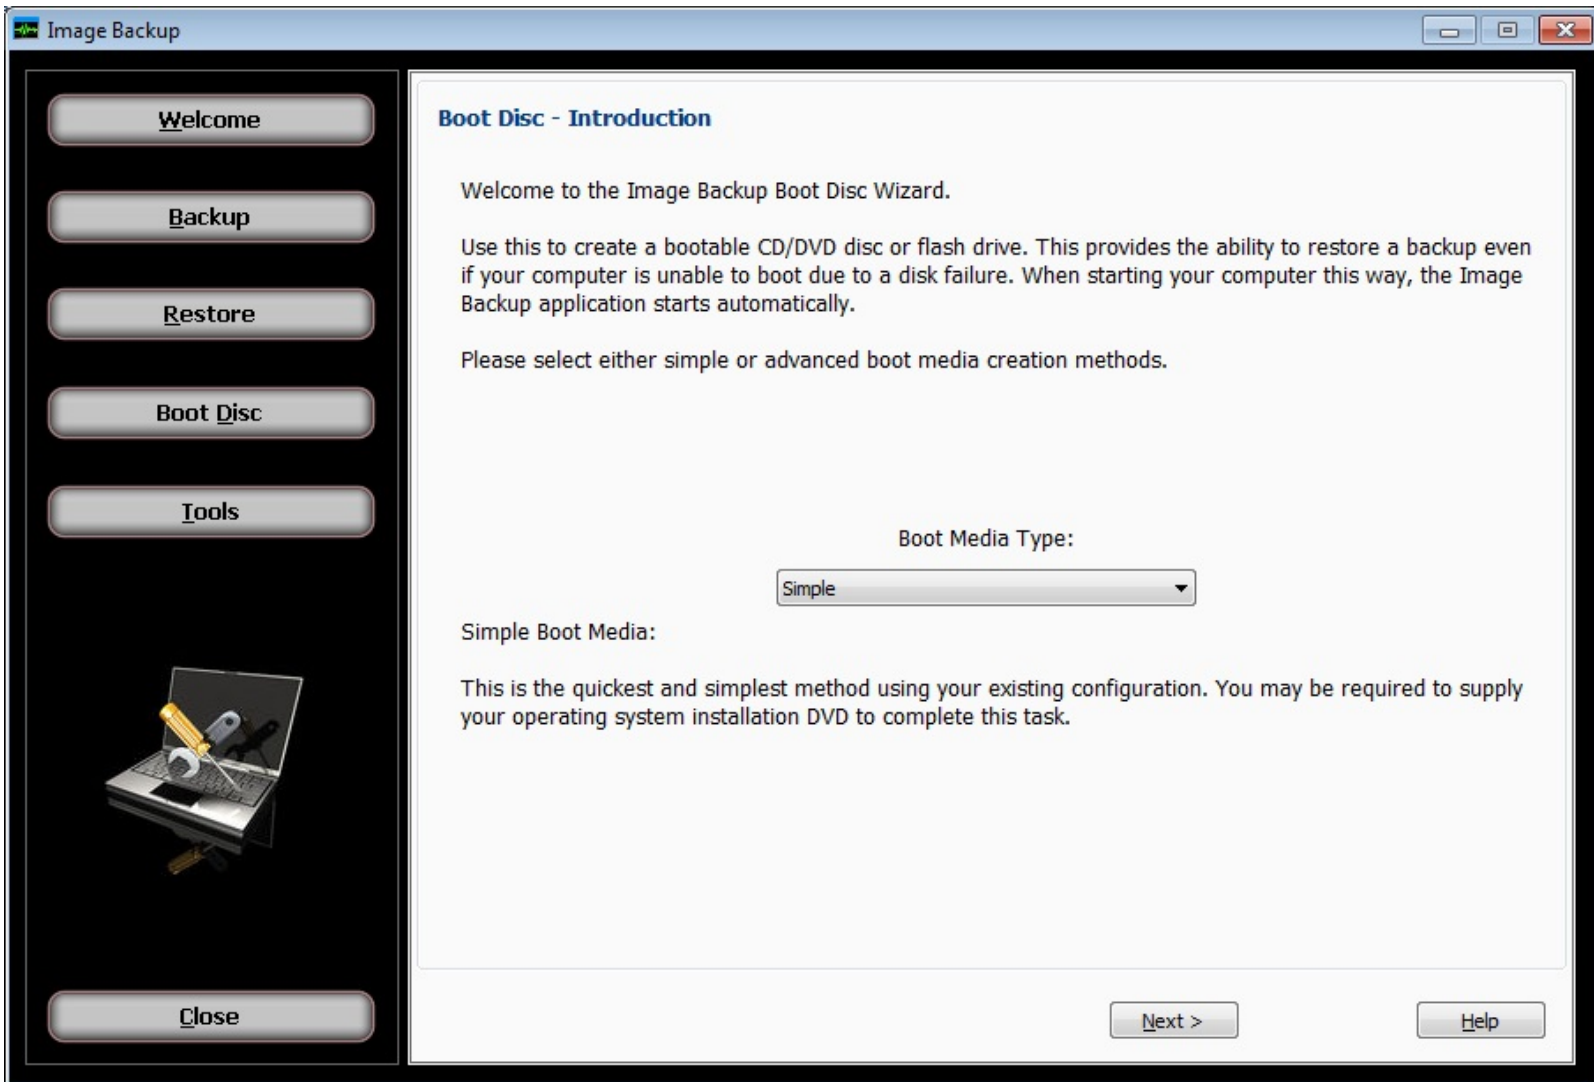 Image Backup
Welcome
Backup
Restore
Boot Disc
Tools
Close
Boot Disc - Introduction
Welcome to the Image Backup Boot Disc Wizard.
Use this to create a bootable CD/DVD disc or flash drive. This provides the ability to restore a backup even
if your computer is unable to boot due to a disk failure. When starting your computer this way, the Image
Backup application starts automatically.
Please select either simple or advanced boot media creation methods.
Boot Media Type:
Simple
Simple Boot Media:
This is the quickest and simplest method using your existing configuration. You may be required to supply
your operating system installation DVD to complete this task.
Next >
Help